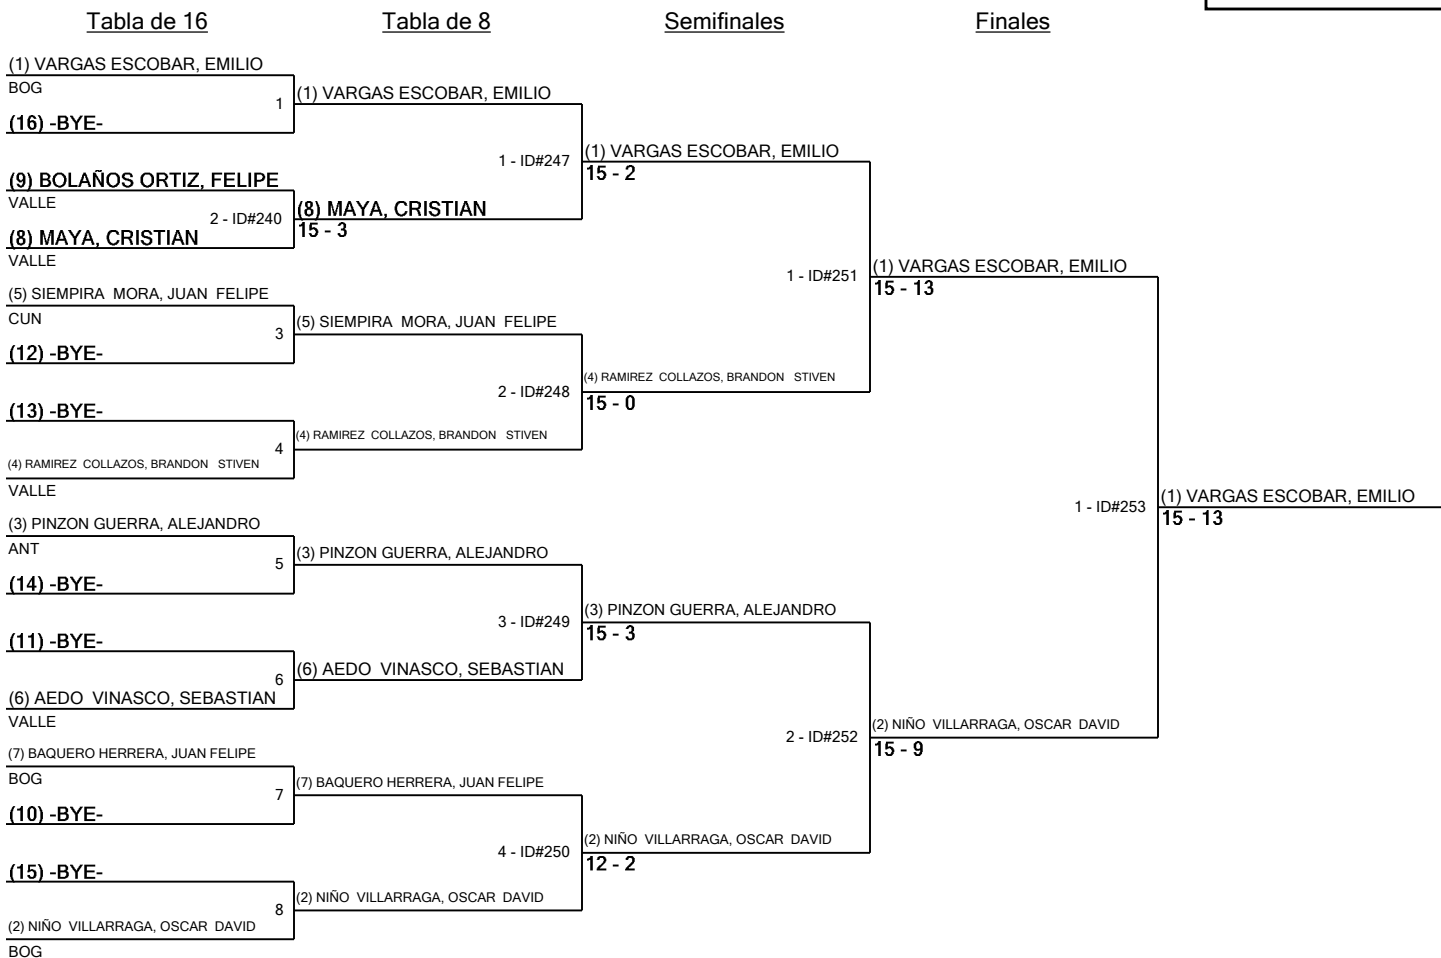 Tabla de 16
Tabla de 8
Semifinales
Finales
(1) VARGAS ESCOBAR, EMILIO
BOG
1
(16) -BYE-
(9) BOLAÑOS ORTIZ, FELIPE
VALLE
2 - ID#240
(8) MAYA, CRISTIAN
VALLE
(5) SIEMPIRA MORA, JUAN FELIPE
CUN
3
(12) -BYE-
(13) -BYE-
4
(4) RAMIREZ COLLAZOS, BRANDON STIVEN
VALLE
(3) PINZON GUERRA, ALEJANDRO
ANT
5
(14) -BYE-
(11) -BYE-
6
(6) AEDO VINASCO, SEBASTIAN
VALLE
(7) BAQUERO HERRERA, JUAN FELIPE
BOG
7
(10) -BYE-
(15) -BYE-
8
(2) NIÑO VILLARRAGA, OSCAR DAVID
BOG
(1) VARGAS ESCOBAR, EMILIO
1 - ID#247
(8) MAYA, CRISTIAN
15 - 3
(5) SIEMPIRA MORA, JUAN FELIPE
2 - ID#248
(4) RAMIREZ COLLAZOS, BRANDON STIVEN
(3) PINZON GUERRA, ALEJANDRO
3 - ID#249
(6) AEDO VINASCO, SEBASTIAN
(7) BAQUERO HERRERA, JUAN FELIPE
4 - ID#250
(2) NIÑO VILLARRAGA, OSCAR DAVID
(1) VARGAS ESCOBAR, EMILIO
15 - 2
1 - ID#251
(4) RAMIREZ COLLAZOS, BRANDON STIVEN
15 - 0
(3) PINZON GUERRA, ALEJANDRO
15 - 3
2 - ID#252
(2) NIÑO VILLARRAGA, OSCAR DAVID
12 - 2
(1) VARGAS ESCOBAR, EMILIO
15 - 13
1 - ID#253
(2) NIÑO VILLARRAGA, OSCAR DAVID
15 - 9
(1) VARGAS ESCOBAR, EMILIO
15 - 13